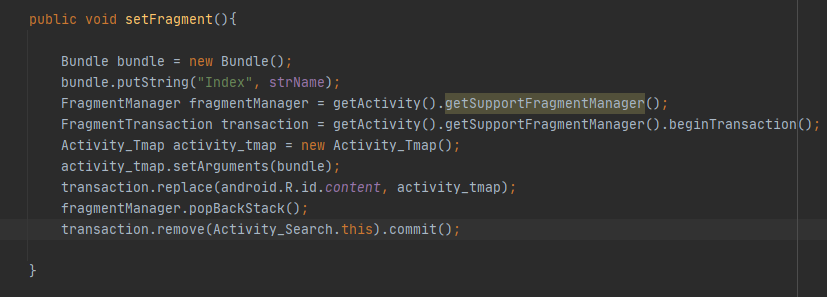 public void setFragment(){
Bundle bundle = new Bundle();
bundle.putString("Index", strName);
FragmentManager fragmentManager = getActivity().getSupportFragmentManager();
FragmentTransaction transaction = getActivity().getSupportFragmentManager().beginTransaction();
Activity_Tmap activity_tmap = new Activity_Tmap();
activity_tmap.setArguments(bundle);
transaction.replace(android.R.id.content, activity_tmap);
fragmentManager.popBackStack();
transaction.remove(Activity_Search.this).commit();
}